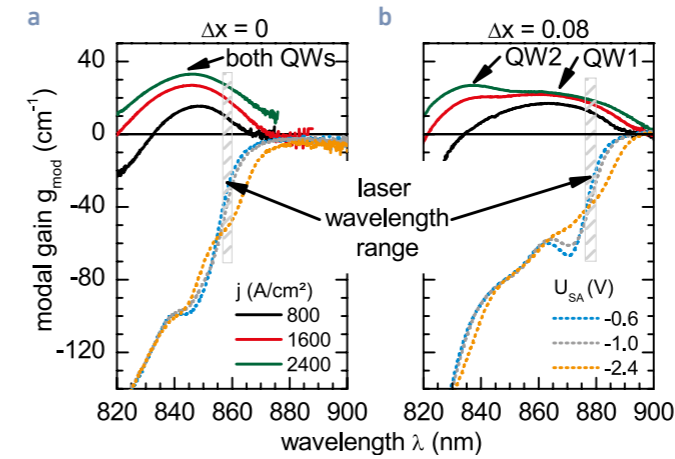 a
Δx = 0
b
Δx = 0.08
both QWs
QW2
QW1
modal gain g_mod (cm⁻¹)
40
0
-40
-80
-120
laser
wavelength
range
j (A/cm²)
800
1600
2400
U_SA (V)
-0.6
-1.0
-2.4
820 840 860 880 900
820 840 860 880 900
wavelength λ (nm)